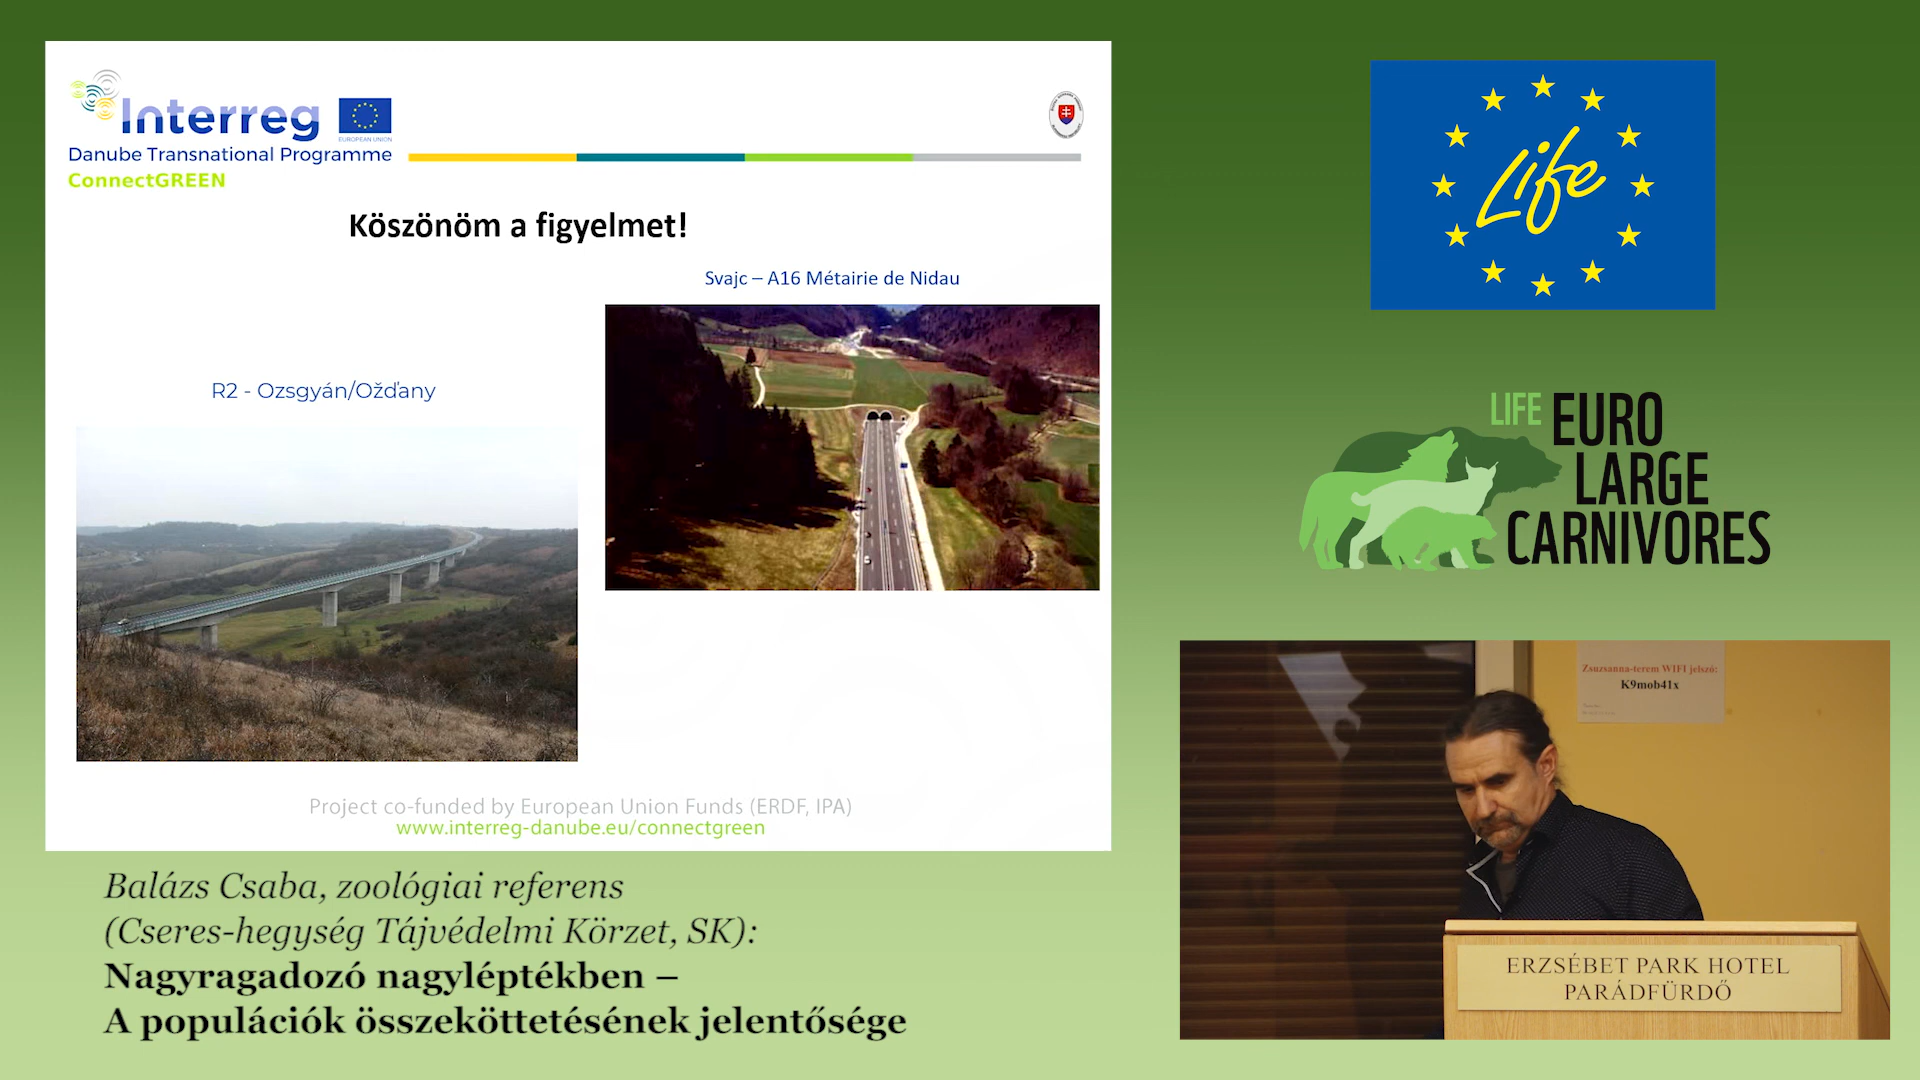 Interreg
EUROPEAN UNION
Danube Transnational Programme
ConnectGREEN
Köszönöm a figyelmet!
Svajc – A16 Métairie de Nidau
R2 - Ozsgyán/Ožďany
Project co-funded by European Union Funds (ERDF, IPA)
www.interreg-danube.eu/connectgreen
Balázs Csaba, zoológiai referens
(Cseres-hegység Tájvédelmi Körzet, SK):
Nagyragadozó nagyléptékben –
A populációk összeköttetésének jelentősége
Life
LIFE EURO
LARGE
CARNIVORES
Zsuzsanna-terem WIFI jelszó:
K9mob41x
ERZSÉBET PARK HOTEL
PARÁDFÜRDŐ